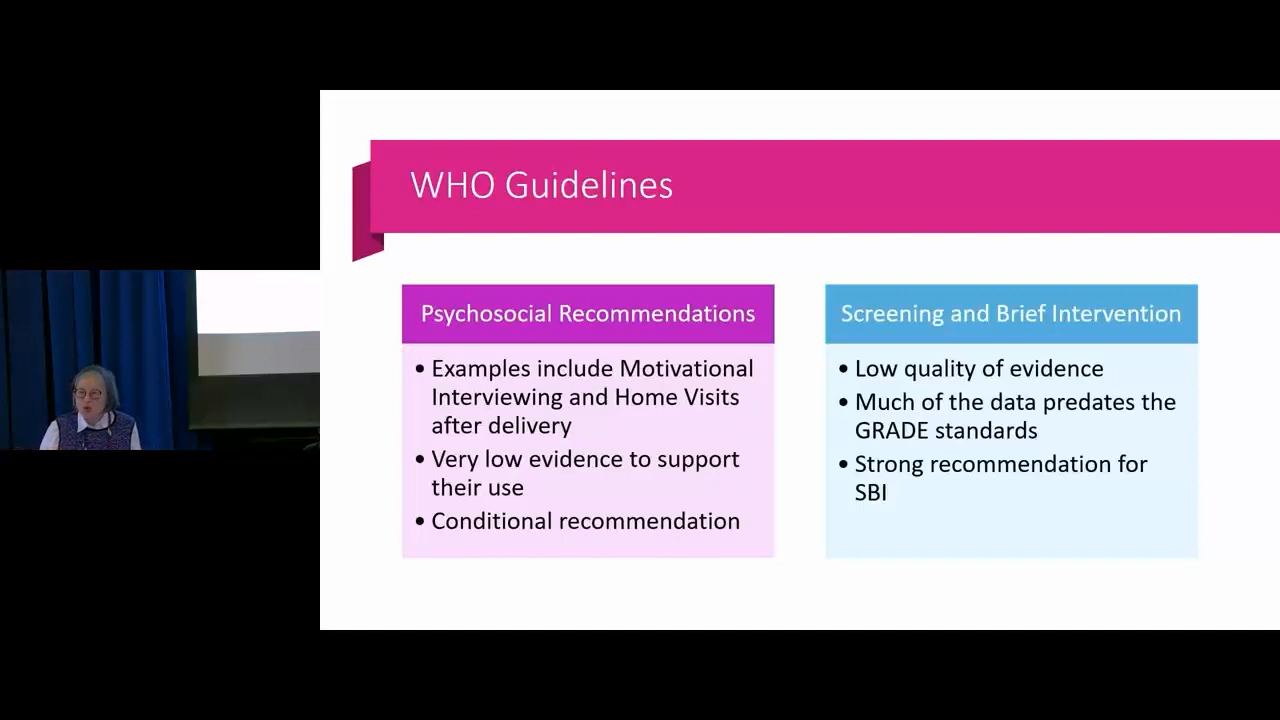 WHO Guidelines
Psychosocial Recommendations
• Examples include Motivational
Interviewing and Home Visits
after delivery
• Very low evidence to support
their use
• Conditional recommendation
Screening and Brief Intervention
• Low quality of evidence
• Much of the data predates the
GRADE standards
• Strong recommendation for
SBI